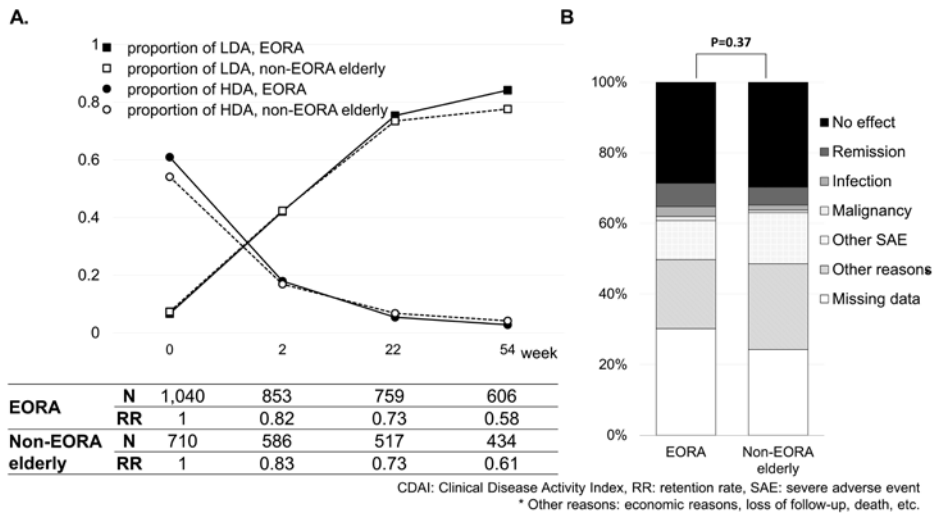 A.
1
proportion of LDA, EORA
proportion of LDA, non-EORA elderly
proportion of HDA, EORA
proportion of HDA, non-EORA elderly
0.8
0.6
0.4
0.2
0
0 2 22 54 week
EORA N 1,040 853 759 606
RR 1 0.82 0.73 0.58
Non-EORA elderly N 710 586 517 434
RR 1 0.83 0.73 0.61
B
P=0.37
100%
80%
60%
40%
20%
0%
EORA
Non-EORA
elderly
No effect
Remission
Infection
Malignancy
Other SAE
Other reasons
Missing data
CDAI: Clinical Disease Activity Index, RR: retention rate, SAE: severe adverse event
* Other reasons: economic reasons, loss of follow-up, death, etc.